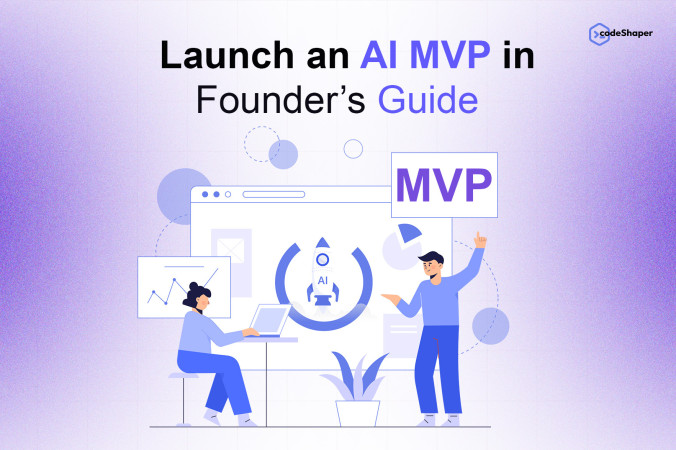 codeShaper
Launch an AI MVP in
Founder’s Guide
MVP
AI